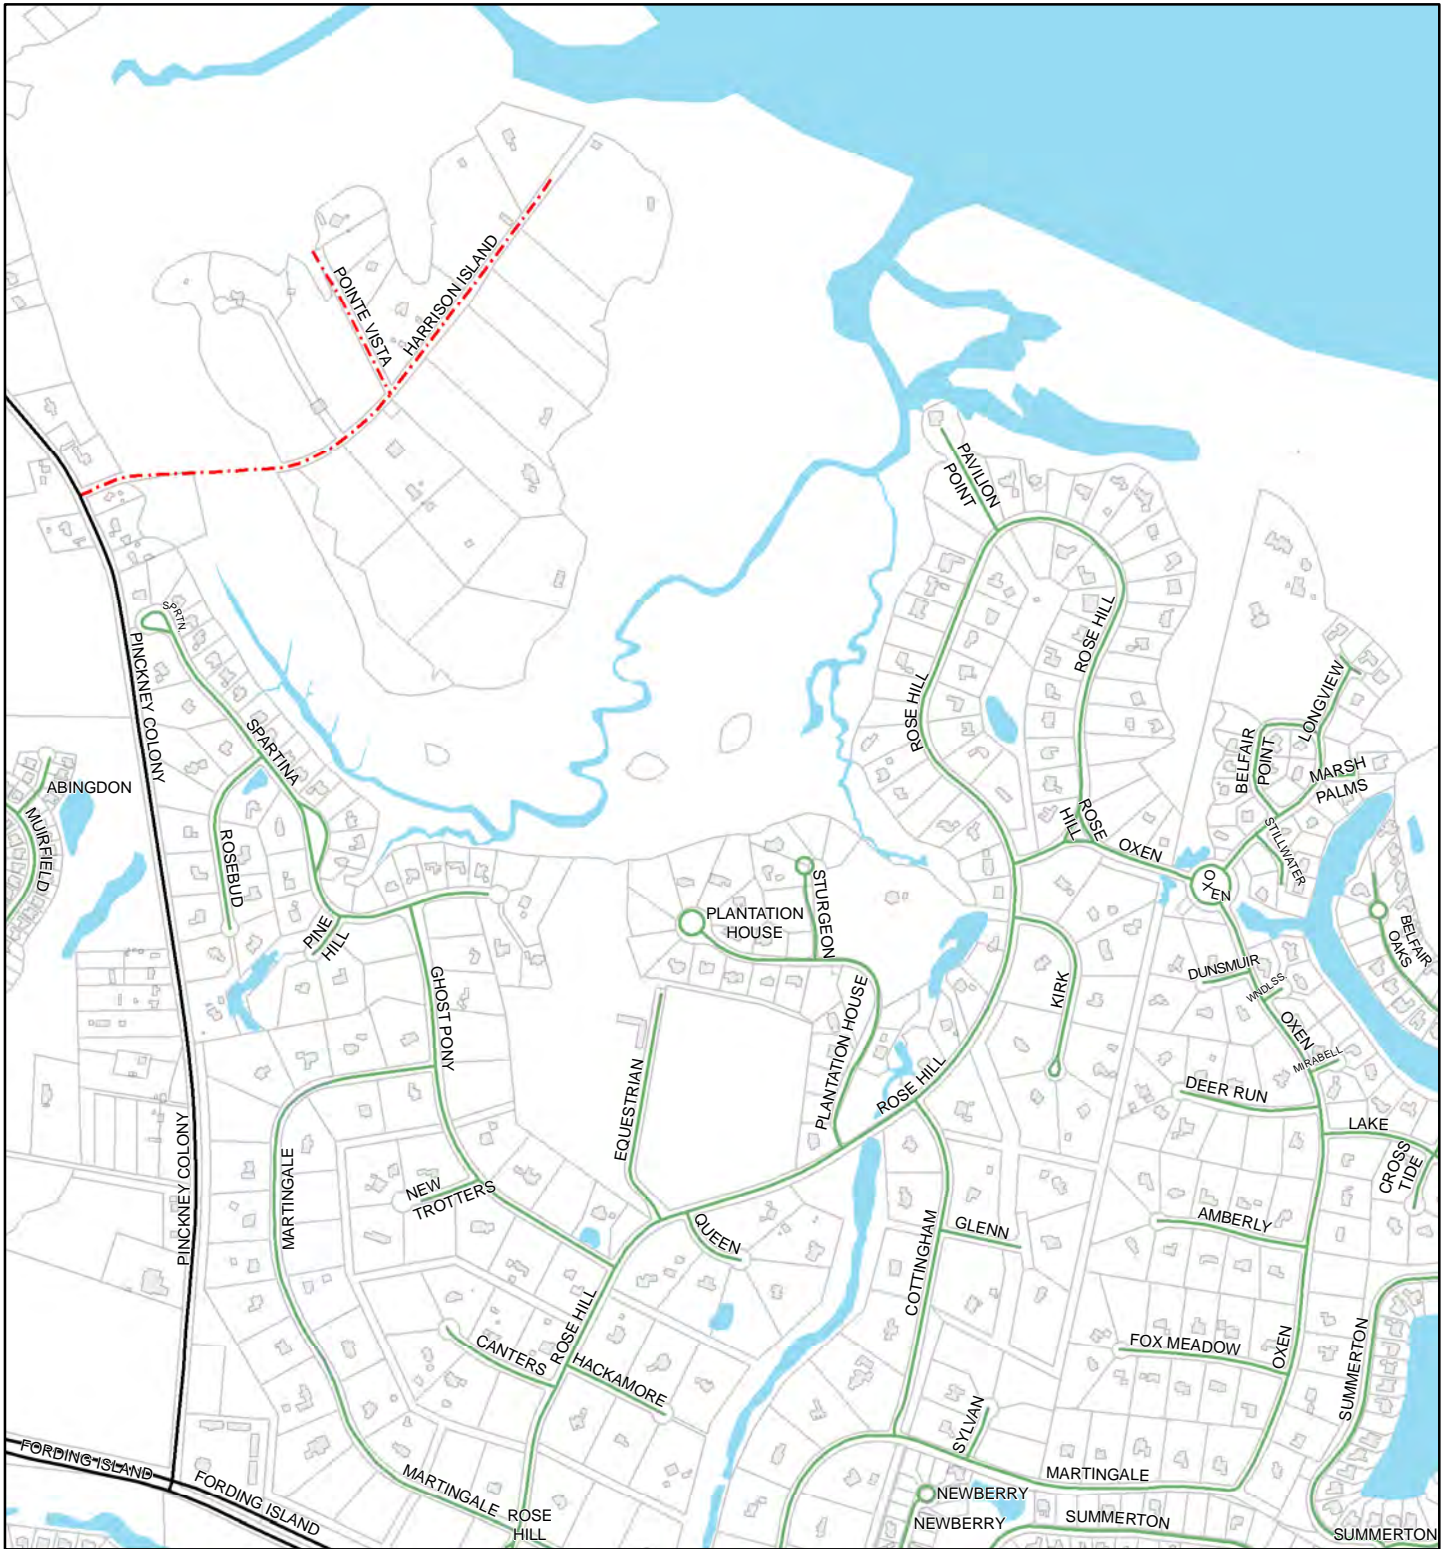 HARRISON ISLAND
POINTE VISTA
PAVILION
POINT
SPRTN
PINCKNEY COLONY
ROSE HILL
ROSE HILL
LONGVIEW
SPARTINA
BELFAIR
POINT
MARSH
PALMS
ABINGDON
MUIRFIELD
ROSE
HILL
OXEN
STILLWATER
ROSEBUD
OXEN
STURGEON
PLANTATION
HOUSE
PINE
HILL
BELFAIR
OAKS
DUNSMUIR
WNDLSS
KIRK
GHOST PONY
PLANTATION HOUSE
OXEN
MIRABELL
ROSE HILL
DEER RUN
EQUESTRIAN
LAKE
CROSS
TIDE
PINCKNEY COLONY
MARTINGALE
NEW
TROTTERS
AMBERLY
QUEEN
GLENN
COTTINGHAM
ROSE HILL
CANTERS
HACKAMORE
FOX MEADOW
OXEN
SUMMERTON
SYLVAN
FORDING ISLAND
FORDING ISLAND
MARTINGALE
MARTINGALE
NEWBERRY
ROSE
HILL
NEWBERRY
SUMMERTON
SUMMERTON